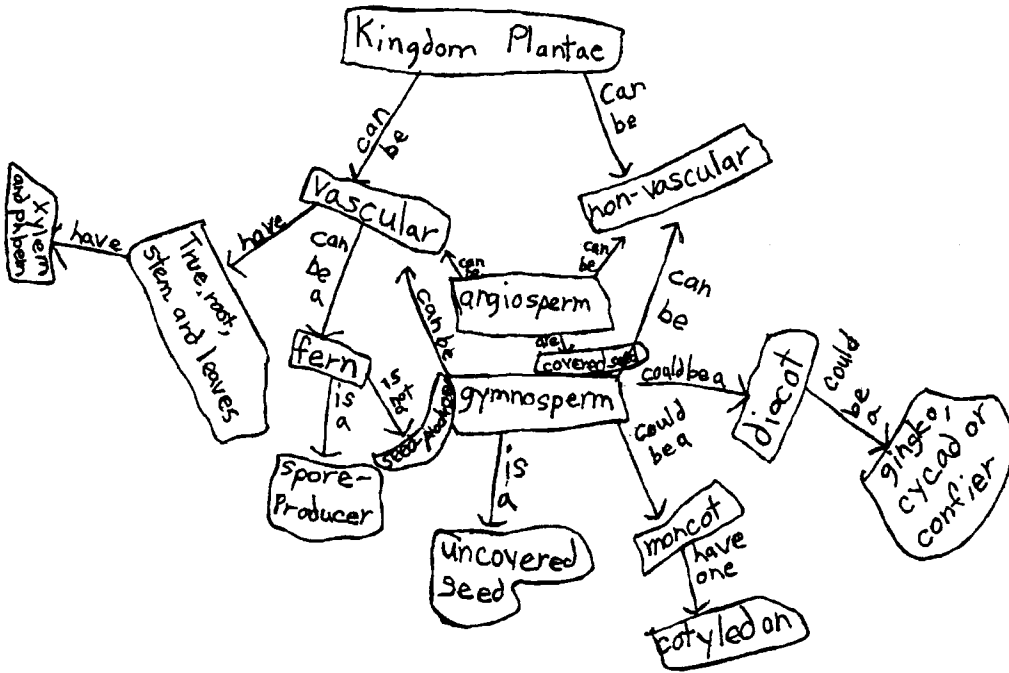 Kingdom Plantae
can
be
can
be
vascular
non-vascular
xylem
and phloem
have
True, root,
stem and leaves
have
can
be
a
can be
can
be
can
be
can
be
angiosperm
are
covered seed
fern
is
a
is
not
a
seed producer
gymnosperm
could be a
diocot
could
be
a
gingko,
cycad or
confier
spore-
Producer
is
a
uncovered
seed
could
be a
moncot
have
one
cotyledon